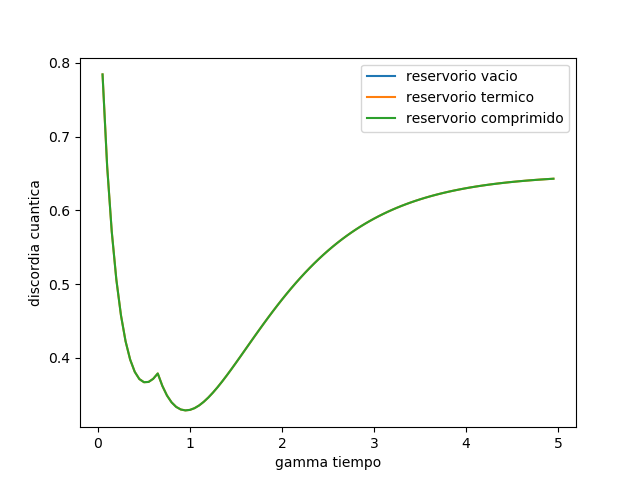 0.8
0.7
0.6
0.5
0.4
discordia cuantica
reservorio vacio
reservorio termico
reservorio comprimido
0 1 2 3 4 5
gamma tiempo